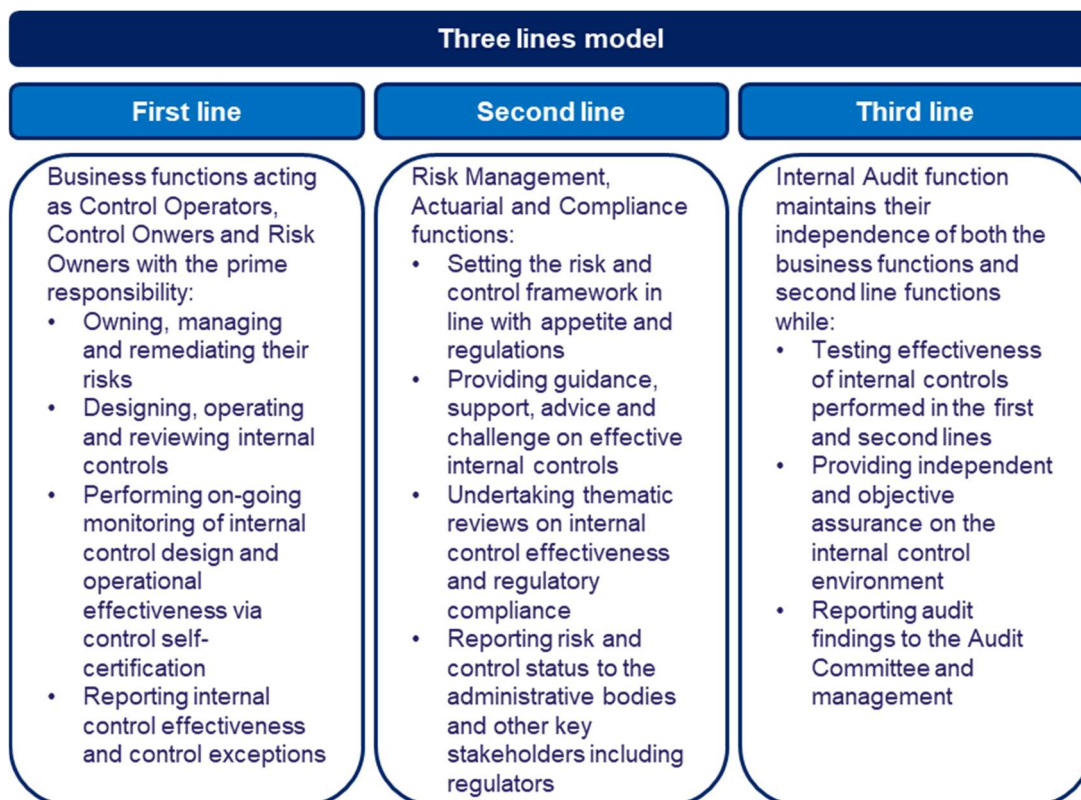 Three lines model
First line
Second line
Third line
Business functions acting
as Control Operators,
Control Onwers and Risk
Owners with the prime
responsibility:
• Owning, managing
and remediating their
risks
• Designing, operating
and reviewing internal
controls
• Performing on-going
monitoring of internal
control design and
operational
effectiveness via
control self-
certification
• Reporting internal
control effectiveness
and control exceptions
Risk Management,
Actuarial and Compliance
functions:
• Setting the risk and
control framework in
line with appetite and
regulations
• Providing guidance,
support, advice and
challenge on effective
internal controls
• Undertaking thematic
reviews on internal
control effectiveness
and regulatory
compliance
• Reporting risk and
control status to the
administrative bodies
and other key
stakeholders including
regulators
Internal Audit function
maintains their
independence of both the
business functions and
second line functions
while:
• Testing effectiveness
of internal controls
performed in the first
and second lines
• Providing independent
and objective
assurance on the
internal control
environment
• Reporting audit
findings to the Audit
Committee and
management